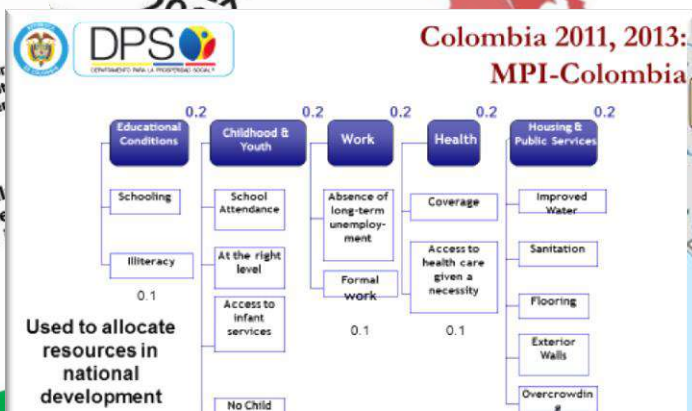 DPS
DEPARTAMENTO PARA LA PROSPERIDAD SOCIAL
Colombia 2011, 2013:
MPI-Colombia
0.2
0.2
0.2
0.2
0.2
Educational
Conditions
Childhood &
Youth
Work
Health
Housing &
Public Services
Schooling
Illiteracy
0.1
School
Attendance
At the right
level
Access to
infant
services
No Child
Absence of
long-term
unemploy-
ment
Formal
work
0.1
Coverage
Access to
health care
given a
necessity
0.1
Improved
Water
Sanitation
Flooring
Exterior
Walls
Overcrowdin
g
Used to allocate
resources in
national
development